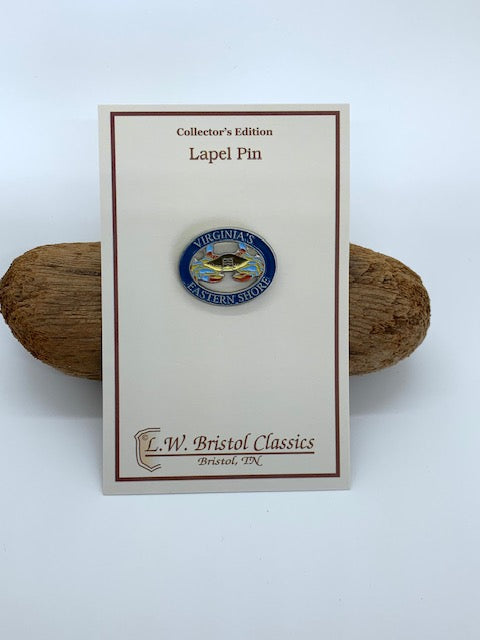 Collector's Edition
Lapel Pin
VIRGINIA'S
EASTERN SHORE
L.W. Bristol Classics
Bristol, TN